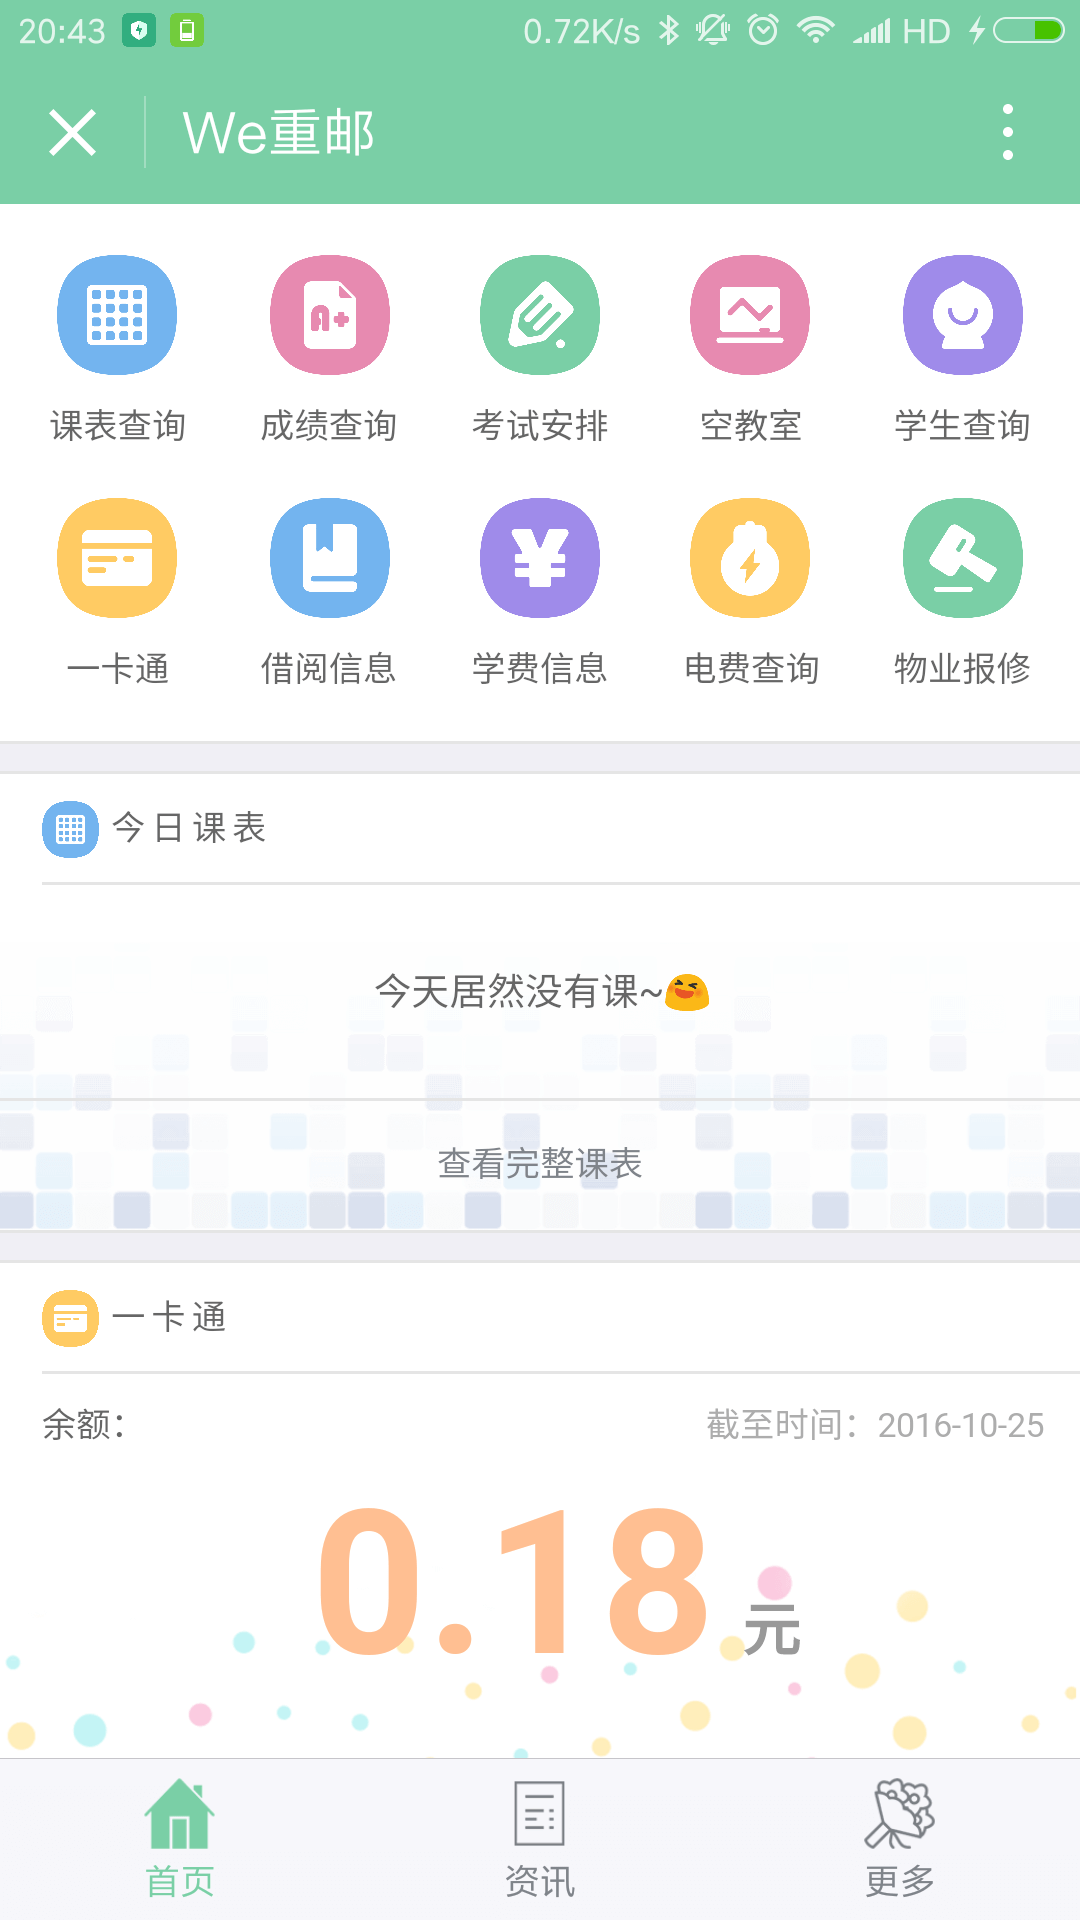 20:43 0.72K/s HD
We重邮
课表查询 成绩查询 考试安排 空教室 学生查询
一卡通 借阅信息 学费信息 电费查询 物业报修
今日课表
今天居然没有课~😆
查看完整课表
一卡通
余额： 截至时间：2016-10-25
0.18 元
首页 资讯 更多